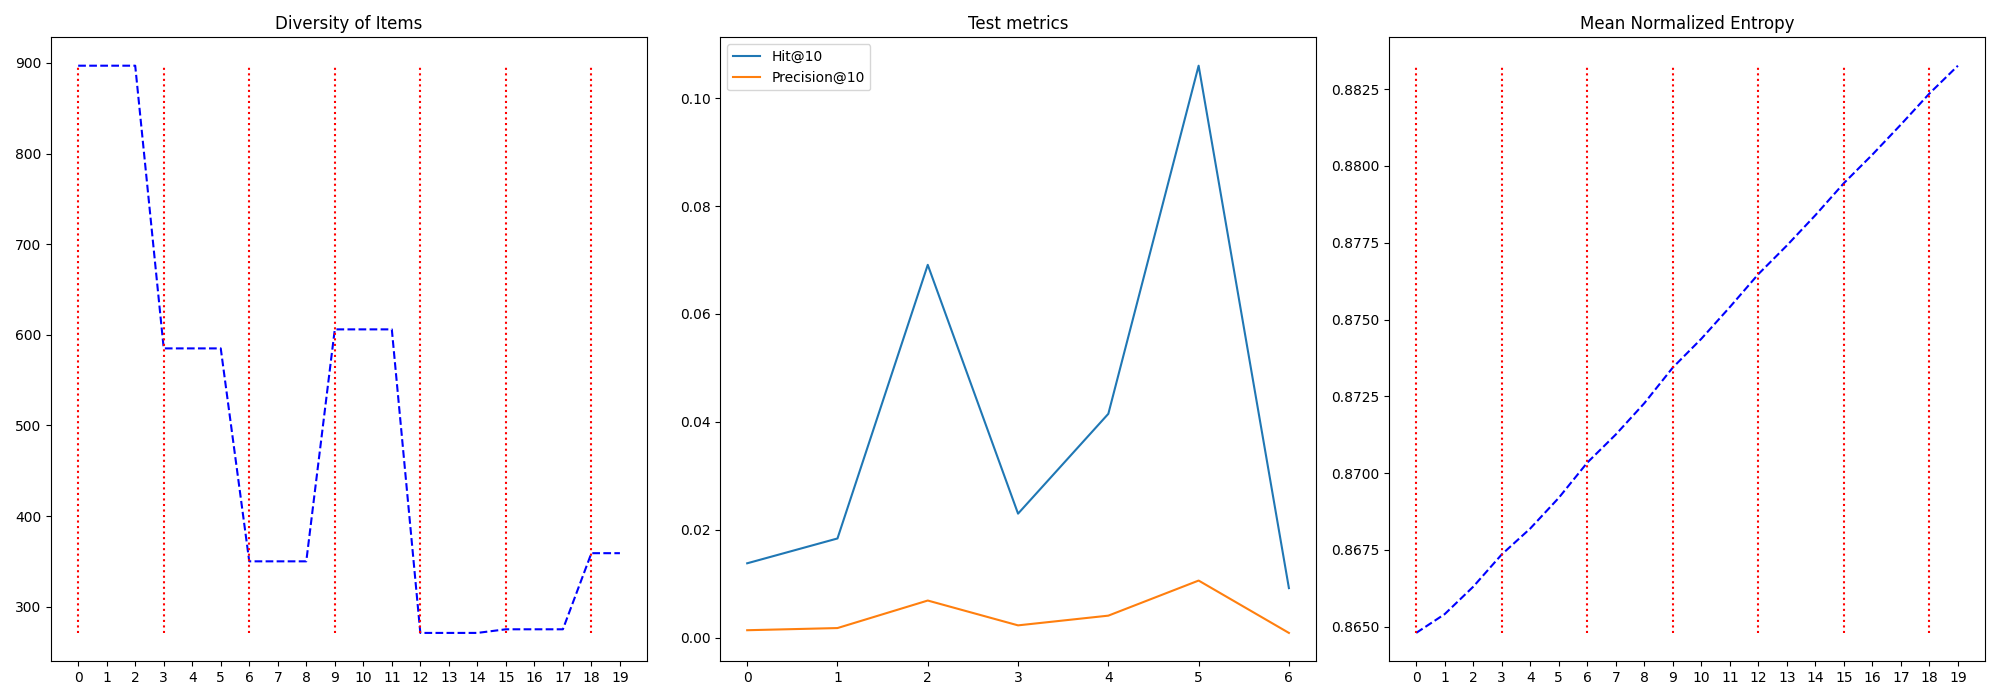 Diversity of Items
900
800
700
600
500
400
300
0 1 2 3 4 5 6 7 8 9 10 11 12 13 14 15 16 17 18 19
Test metrics
Hit@10
Precision@10
0.10
0.08
0.06
0.04
0.02
0.00
0 1 2 3 4 5 6
Mean Normalized Entropy
0.8825
0.8800
0.8775
0.8750
0.8725
0.8700
0.8675
0.8650
0 1 2 3 4 5 6 7 8 9 10 11 12 13 14 15 16 17 18 19